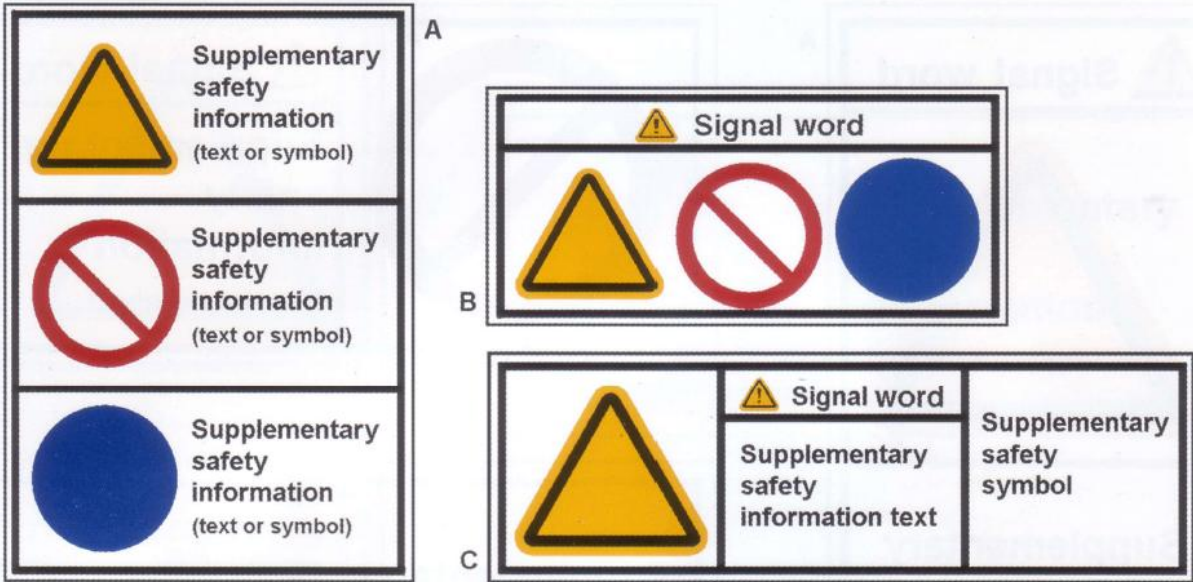 A
Supplementary
safety
information
(text or symbol)
Supplementary
safety
information
(text or symbol)
Supplementary
safety
information
(text or symbol)
B
! Signal word
C
! Signal word
Supplementary
safety
information text
Supplementary
safety
symbol